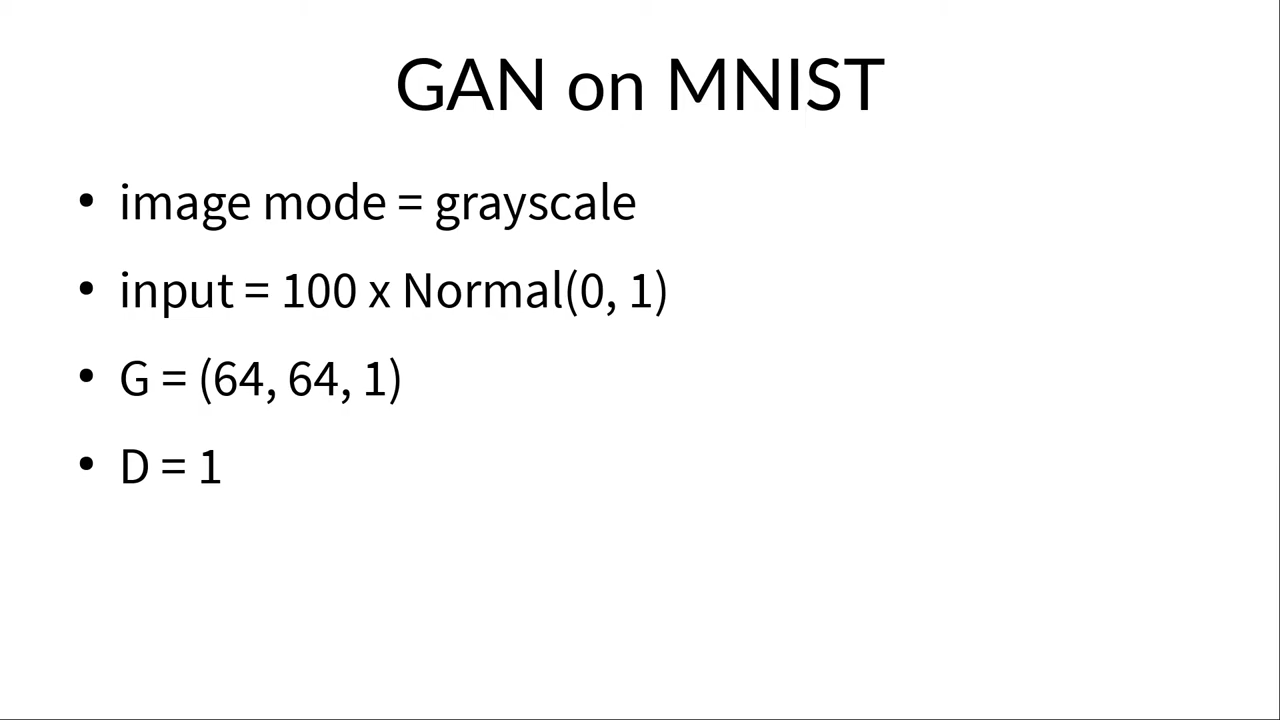 GAN on MNIST
• image mode = grayscale
• input = 100 x Normal(0, 1)
• G = (64, 64, 1)
• D = 1